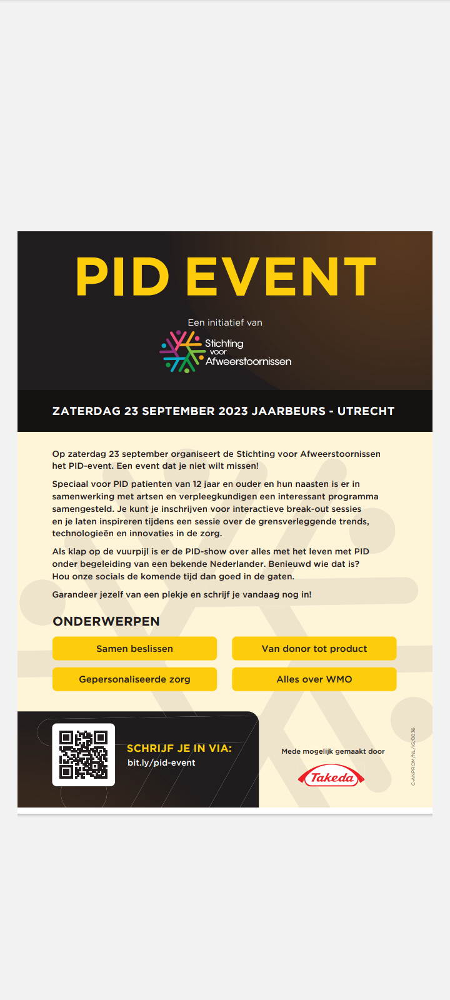 PID EVENT
Een initiatief van
Stichting
voor
Afweerstoornissen
ZATERDAG 23 SEPTEMBER 2023 JAARBEURS - UTRECHT
Op zaterdag 23 september organiseert de Stichting voor Afweerstoornissen
het PID-event. Een event dat je niet wilt missen!
Speciaal voor PID patienten van 12 jaar en ouder en hun naasten is er in
samenwerking met artsen en verpleegkundigen een interessant programma
samengesteld. Je kunt je inschrijven voor interactieve break-out sessies
en je laten inspireren tijdens een sessie over de grensverleggende trends,
technologieën en innovaties in de zorg.
Als klap op de vuurpijl is er de PID-show over alles met het leven met PID
onder begeleiding van een bekende Nederlander. Benieuwd wie dat is?
Hou onze socials de komende tijd dan goed in de gaten.
Garandeer jezelf van een plekje en schrijf je vandaag nog in!
ONDERWERPEN
Samen beslissen
Van donor tot product
Gepersonaliseerde zorg
Alles over WMO
SCHRIJF JE IN VIA:
bit.ly/pid-event
Mede mogelijk gemaakt door
Takeda
C-ANPROM/NL/IG/0036